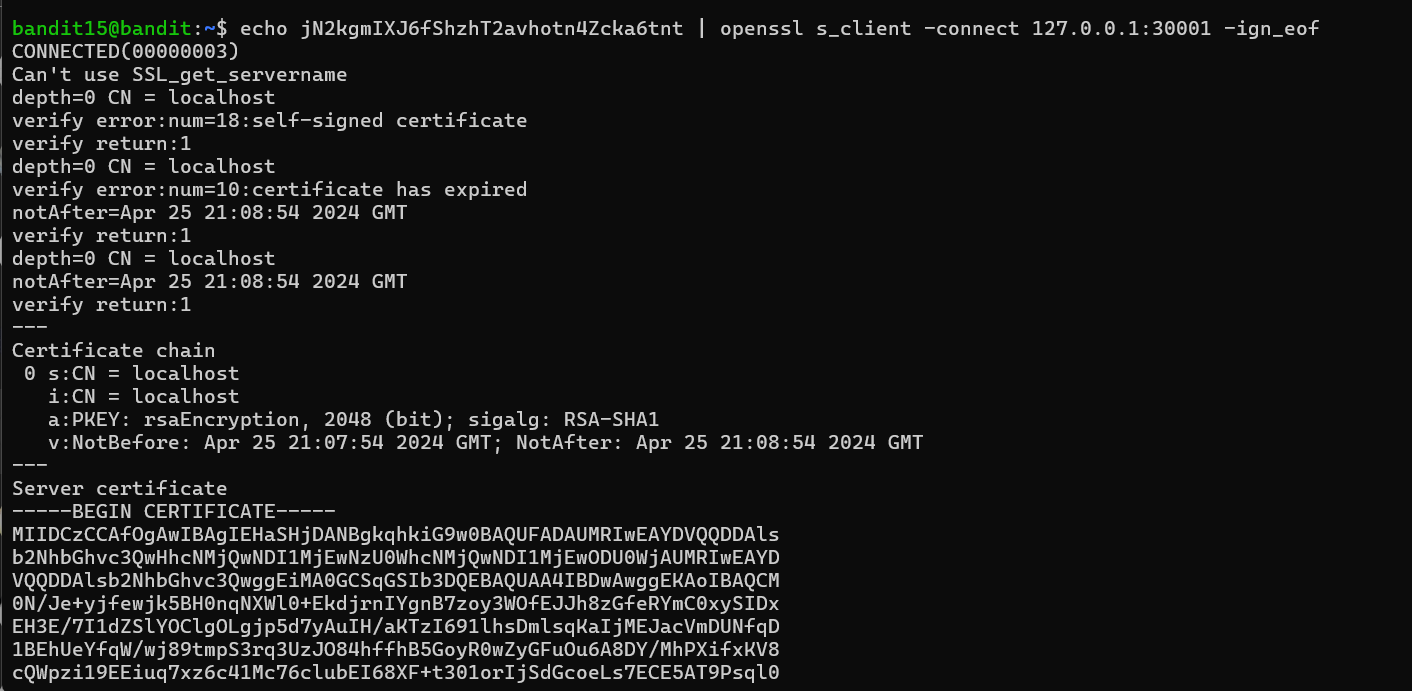 bandit15@bandit:~$ echo jN2kgmIXJ6fShzhT2avhotn4Zcka6tnt | openssl s_client -connect 127.0.0.1:30001 -ign_eof
CONNECTED(00000003)
Can't use SSL_get_servername
depth=0 CN = localhost
verify error:num=18:self-signed certificate
verify return:1
depth=0 CN = localhost
verify error:num=10:certificate has expired
notAfter=Apr 25 21:08:54 2024 GMT
verify return:1
depth=0 CN = localhost
notAfter=Apr 25 21:08:54 2024 GMT
verify return:1
---
Certificate chain
 0 s:CN = localhost
   i:CN = localhost
   a:PKEY: rsaEncryption, 2048 (bit); sigalg: RSA-SHA1
   v:NotBefore: Apr 25 21:07:54 2024 GMT; NotAfter: Apr 25 21:08:54 2024 GMT
---
Server certificate
-----BEGIN CERTIFICATE-----
MIIDCzCCAfOgAwIBAgIEHaSHjDANBgkqhkiG9w0BAQUFADAUMRIwEAYDVQQDDAls
b2NhbGhvc3QwHhcNMjQwNDI1MjEwNzU0WhcNMjQwNDI1MjEwODU0WjAUMRIwEAYD
VQQDDAlsb2NhbGhvc3QwggEiMA0GCSqGSIb3DQEBAQUAA4IBDwAwggEKAoIBAQCM
0N/Je+yjfewjk5BH0nqNXWl0+EkdjrnIYgnB7zoy3WOfEJJh8zGfeRYmC0xySIDx
EH3E/7I1dZSlYOClgOLgjp5d7yAuIH/aKTzI691lhsDmlsqKaIjMEJacVmDUNfqD
1BEhUeYfqW/wj89tmpS3rq3UzJO84hffhB5GoyR0wZyGFuOu6A8DY/MhPXifxKV8
cQWpzi19EEiuq7xz6c41Mc76clubEI68XF+t301orIjSdGcoeLs7ECE5AT9Psql0